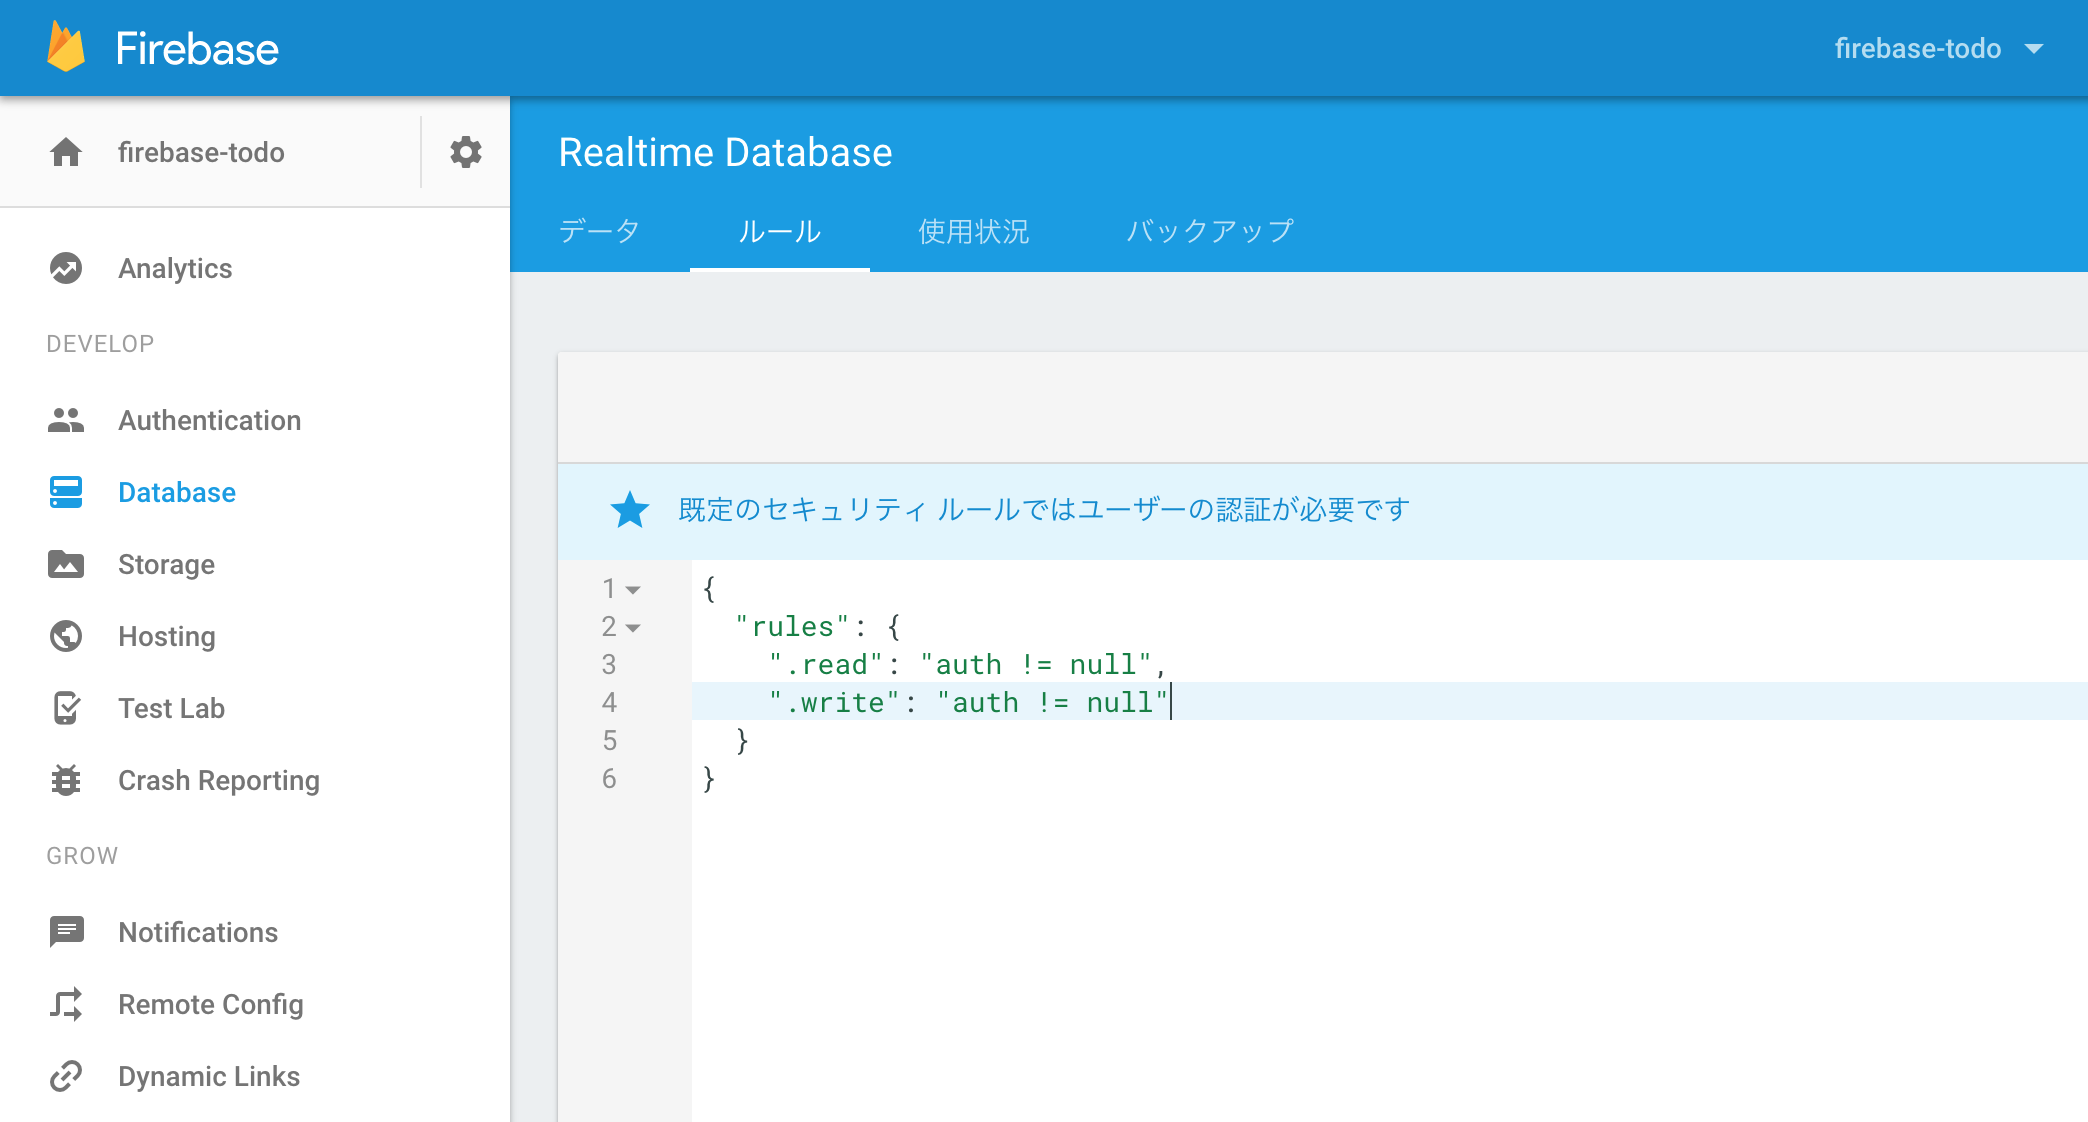 Firebase
firebase-todo
firebase-todo
Analytics
DEVELOP
Authentication
Database
Storage
Hosting
Test Lab
Crash Reporting
GROW
Notifications
Remote Config
Dynamic Links
Realtime Database
データ ルール 使用状況 バックアップ
既定のセキュリティ ルールではユーザーの認証が必要です
1 {
2 "rules": {
3 ".read": "auth != null",
4 ".write": "auth != null"
5 }
6 }